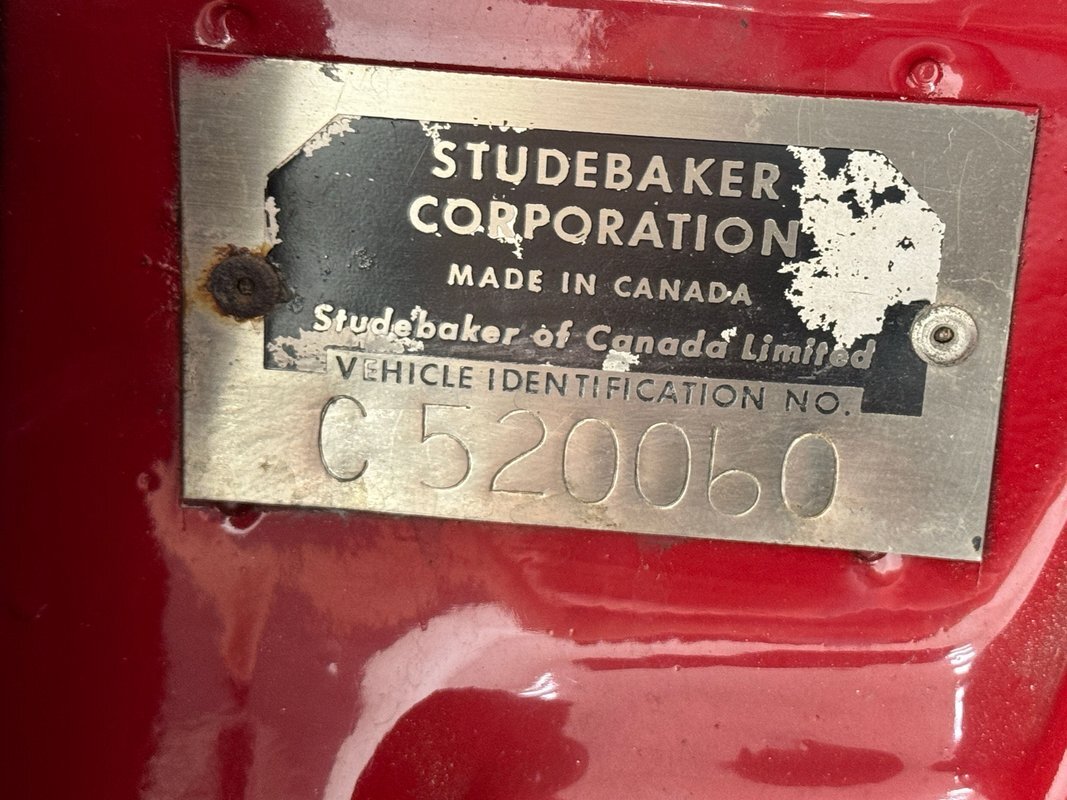 STUDEBAKER
CORPORATION
MADE IN CANADA
Studebaker of Canada Limited
VEHICLE IDENTIFICATION NO.
C 520060